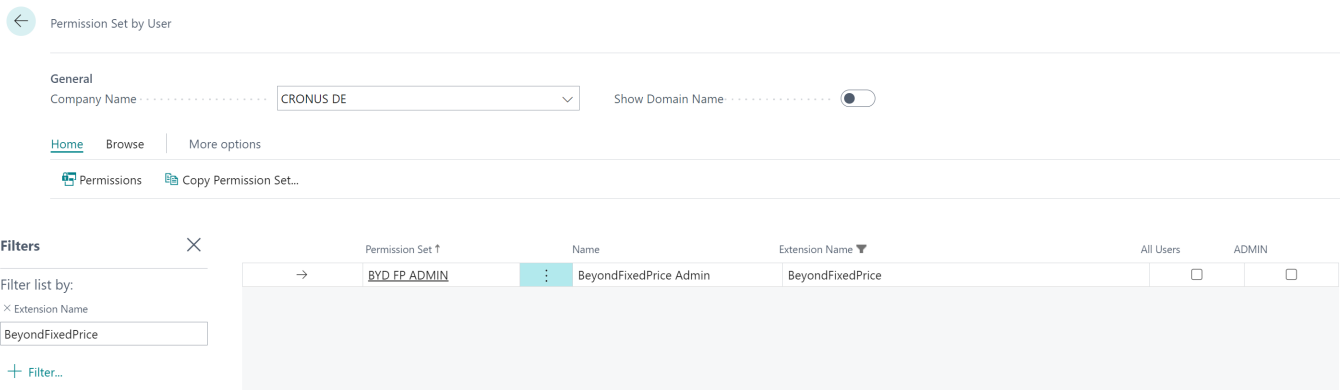 Permission Set by User
General
Company Name CRONUS DE Show Domain Name
Home Browse More options
Permissions Copy Permission Set...
Filters
Permission Set ↑ Name Extension Name All Users ADMIN
→ BYD FP ADMIN ⋮ BeyondFixedPrice Admin BeyondFixedPrice
Filter list by:
× Extension Name
BeyondFixedPrice
+ Filter...